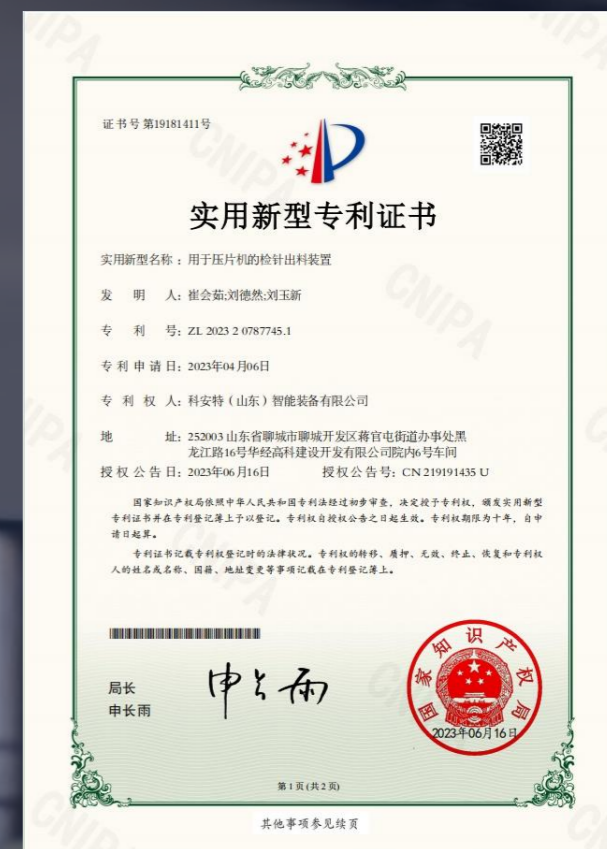 证书号第19181411号
实用新型专利证书
实用新型名称：用于压片机的检针出料装置
发 明 人：崔会茹;刘德然;刘玉新
专 利 号：ZL 2023 2 0787745.1
专利申请日：2023年04月06日
专 利 权 人：科安特（山东）智能装备有限公司
地 址：252003 山东省聊城市聊城开发区蒋官屯街道办事处黑
龙江路16号华经高科建设开发有限公司院内6号车间
授权公告日：2023年06月16日 授权公告号：CN 219191435 U
国家知识产权局依照中华人民共和国专利法经过初步审查，决定授予专利权，颁发实用新型
专利证书并在专利登记簿上予以登记。专利权自授权公告之日起生效。专利权期限为十年，自申
请日起算。
专利证书记载专利权登记时的法律状况。专利权的转移、质押、无效、终止、恢复和专利权
人的姓名或名称、国籍、地址变更等事项记载在专利登记簿上。
局长
申长雨
申长雨
国家知识产权局
2023年06月16日
第 1 页 (共 2 页)
其他事项参见续页
CNIPA
CNIPA
CNIPA
CNIPA